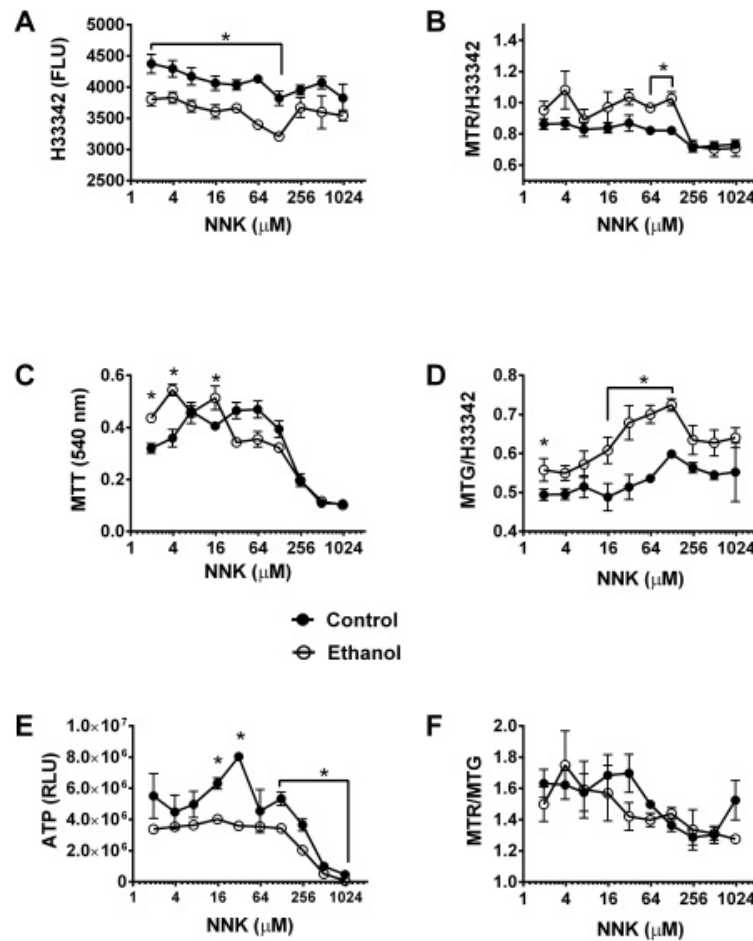 A
B
H33342 (FLU)
5000
4500
4000
3500
3000
2500
*
1 4 16 64 256 1024
NNK (μM)
MTR/H33342
1.4
1.2
1.0
0.8
0.6
*
1 4 16 64 256 1024
NNK (μM)
C
D
MTT (540 nm)
0.6
0.4
0.2
0.0
* * *
1 4 16 64 256 1024
NNK (μM)
MTG/H33342
0.8
0.7
0.6
0.5
0.4
* *
1 4 16 64 256 1024
NNK (μM)
Control
Ethanol
E
F
ATP (RLU)
1.0×10⁷
8.0×10⁶
6.0×10⁶
4.0×10⁶
2.0×10⁶
0
* * *
1 4 16 64 256 1024
NNK (μM)
MTR/MTG
2.0
1.8
1.6
1.4
1.2
1.0
1 4 16 64 256 1024
NNK (μM)